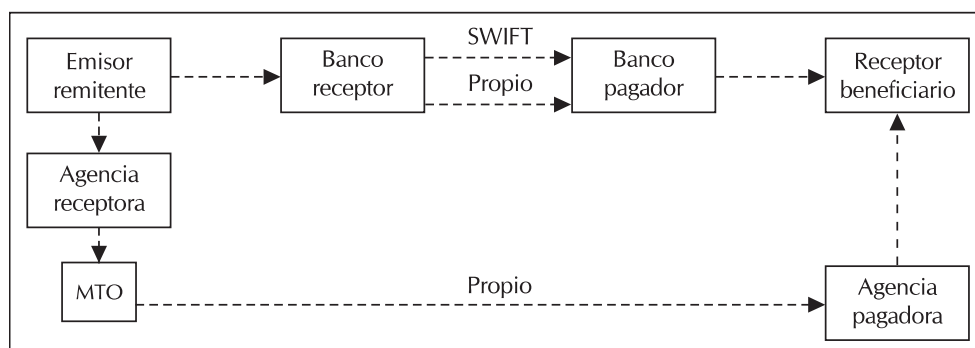 SWIFT
Emisor
remitente
Banco
receptor
Propio
Banco
pagador
Receptor
beneficiario
Agencia
receptora
MTO
Propio
Agencia
pagadora